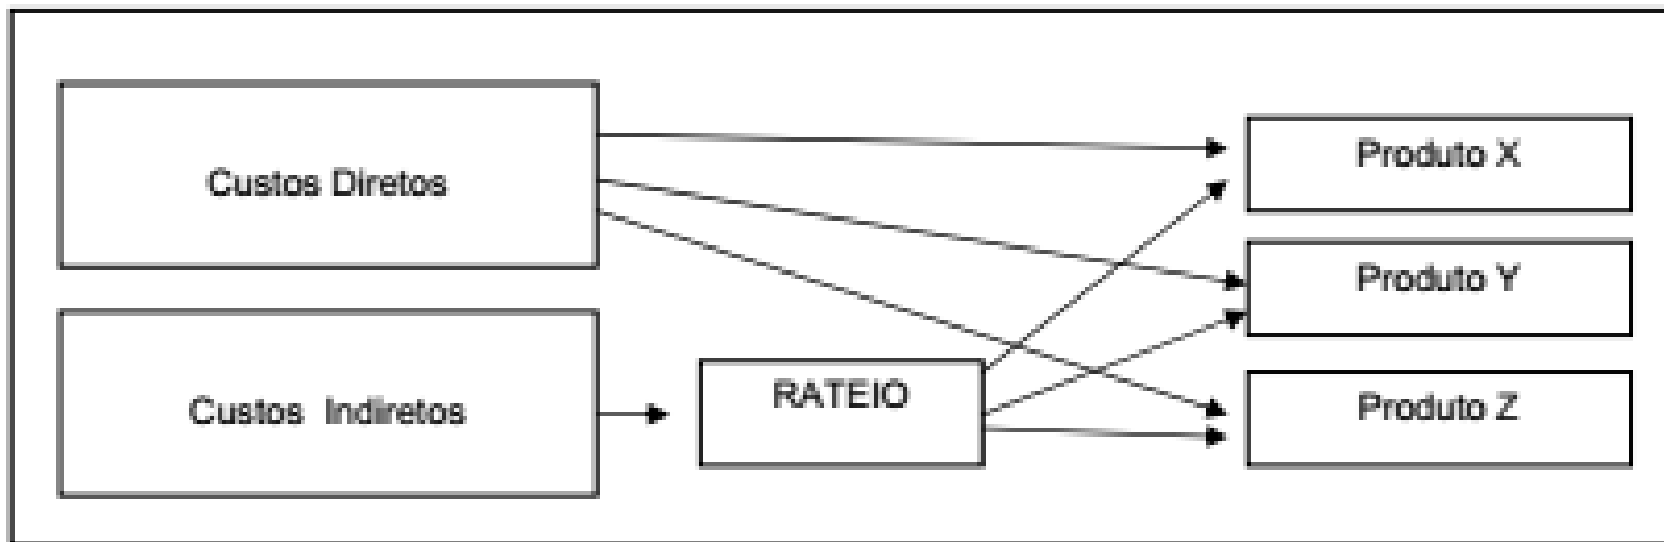 Custos Diretos
Custos Indiretos
RATEIO
Produto X
Produto Y
Produto Z